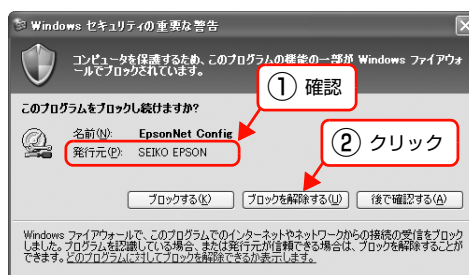 Windows セキュリティの重要な警告
コンピュータを保護するため、このプログラムの機能の一部が Windows ファイアウォ
ールでブロックされています。
① 確認
このプログラムをブロックし続けますか?
名前(N): EpsonNet Config
発行元(P): SEIKO EPSON
② クリック
ブロックする(K) ブロックを解除する(U) 後で確認する(A)
Windows ファイアウォールで、このプログラムでのインターネットやネットワークからの接続の受信をブロック
しました。プログラムを認識している場合、または発行元が信頼できる場合は、ブロックを解除することが
できます。どのプログラムに対してブロックを解除できるか表示します。